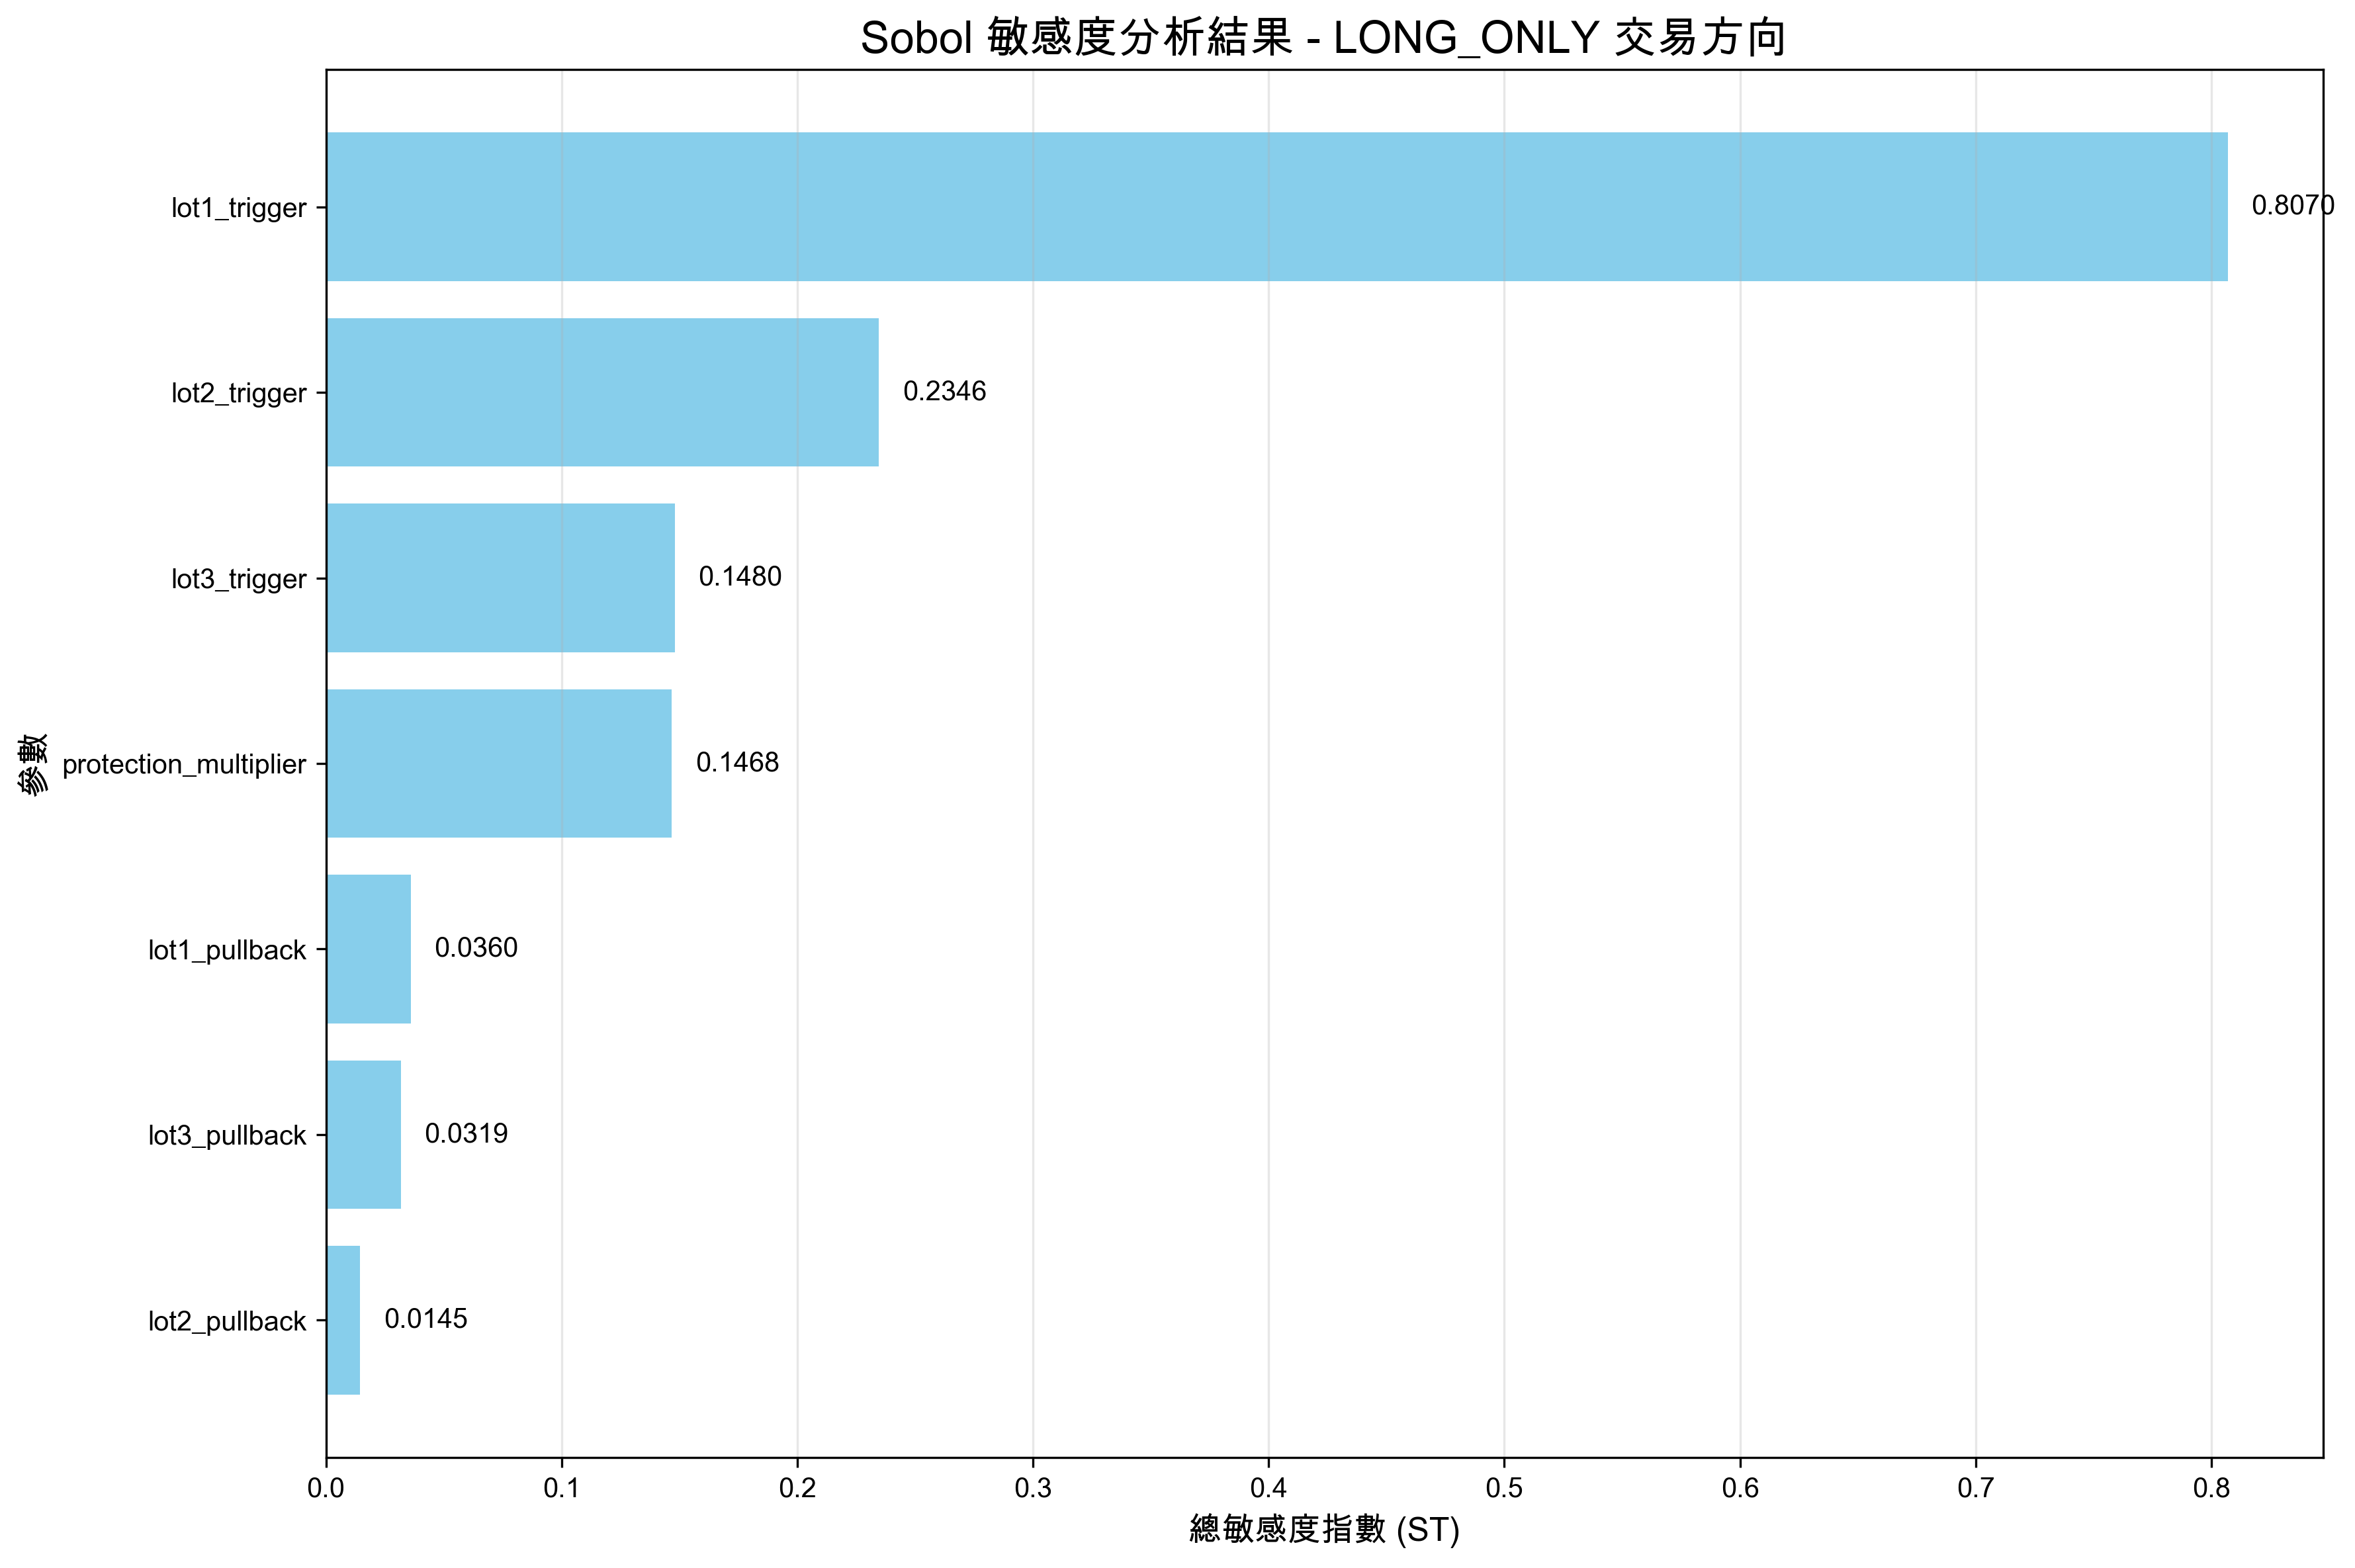 Sobol 敏感度分析結果 - LONG_ONLY 交易方向
參數
lot1_trigger
0.8070
lot2_trigger
0.2346
lot3_trigger
0.1480
protection_multiplier
0.1468
lot1_pullback
0.0360
lot3_pullback
0.0319
lot2_pullback
0.0145
0.0 0.1 0.2 0.3 0.4 0.5 0.6 0.7 0.8
總敏感度指數 (ST)